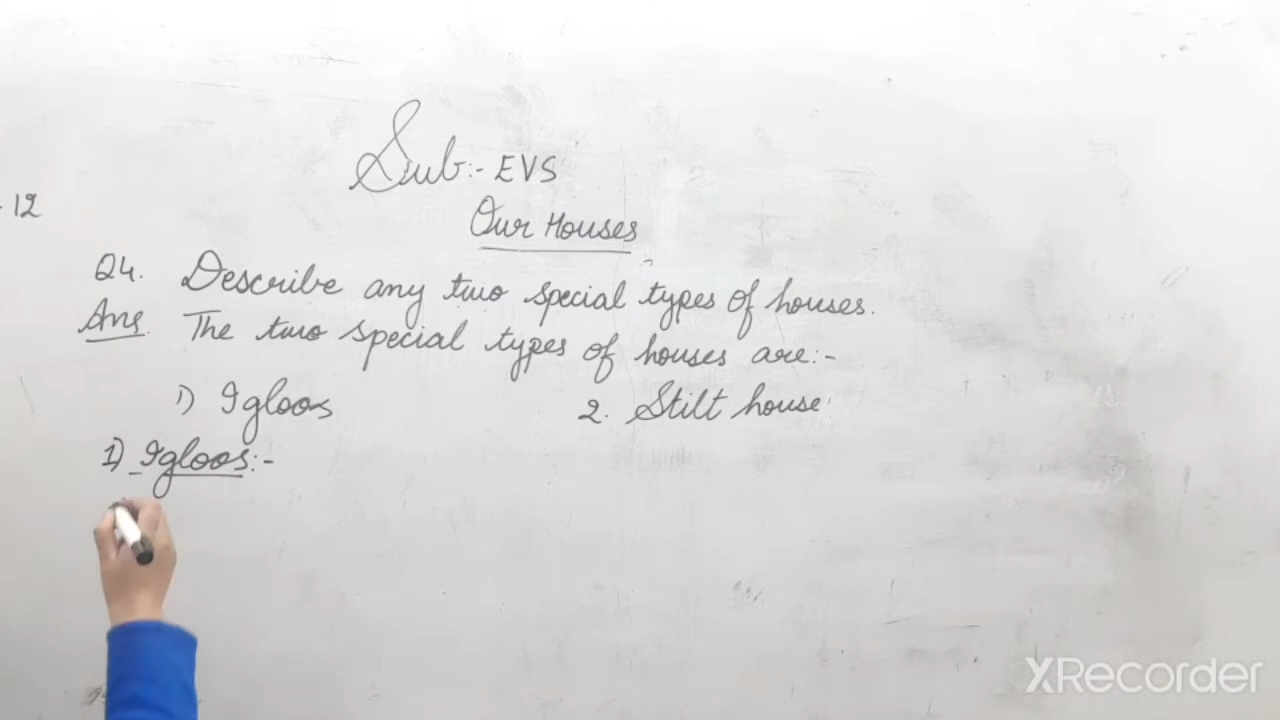 Sub:- EVS
- 12
Our Houses
Q4. Describe any two special types of houses.
Ans. The two special types of houses are:-
1) Igloos 2. Stilt house
1) Igloos:-
XRecorder